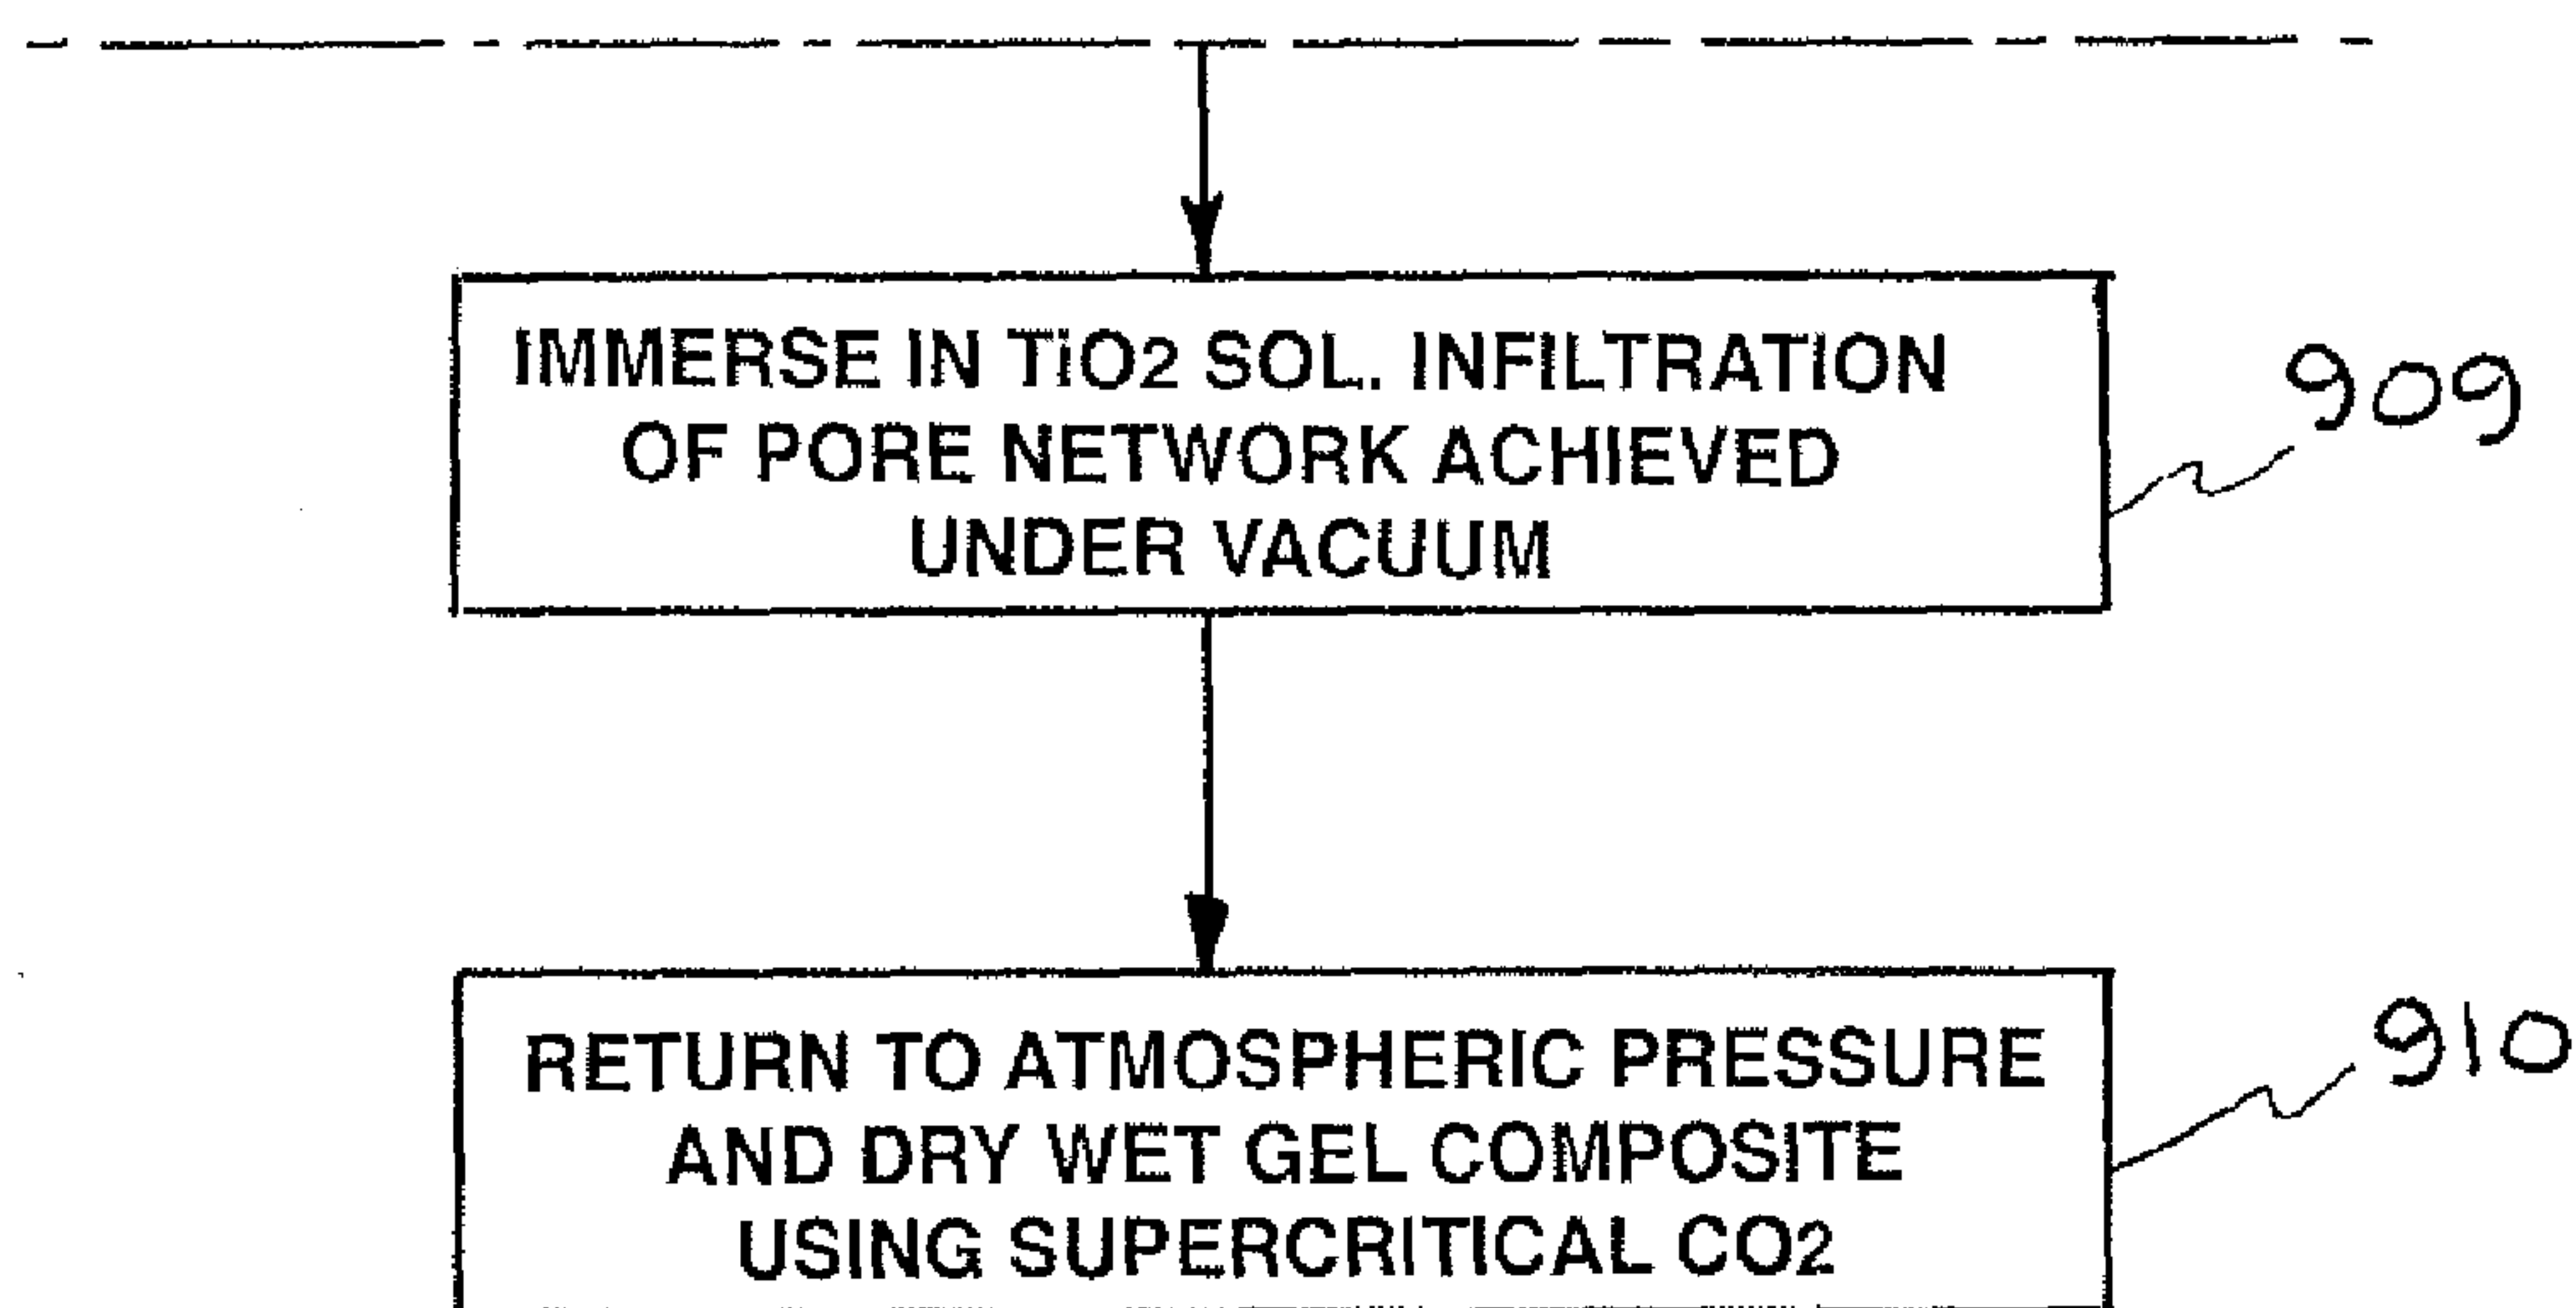 IMMERSE IN TiO2 SOL. INFILTRATION
OF PORE NETWORK ACHIEVED
UNDER VACUUM
909
RETURN TO ATMOSPHERIC PRESSURE
AND DRY WET GEL COMPOSITE
USING SUPERCRITICAL CO2
910